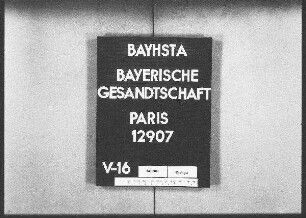 BAYHSTA
BAYERISCHE
GESANDTSCHAFT
PARIS
12907
V-16